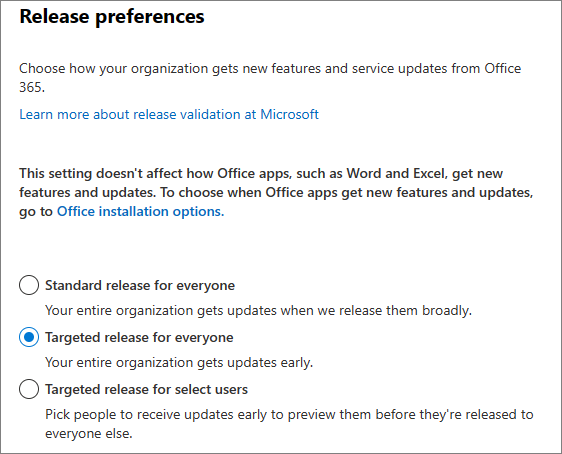 Release preferences
Choose how your organization gets new features and service updates from Office
365.
Learn more about release validation at Microsoft
This setting doesn't affect how Office apps, such as Word and Excel, get new
features and updates. To choose when Office apps get new features and updates,
go to Office installation options.
Standard release for everyone
Your entire organization gets updates when we release them broadly.
Targeted release for everyone
Your entire organization gets updates early.
Targeted release for select users
Pick people to receive updates early to preview them before they're released to
everyone else.